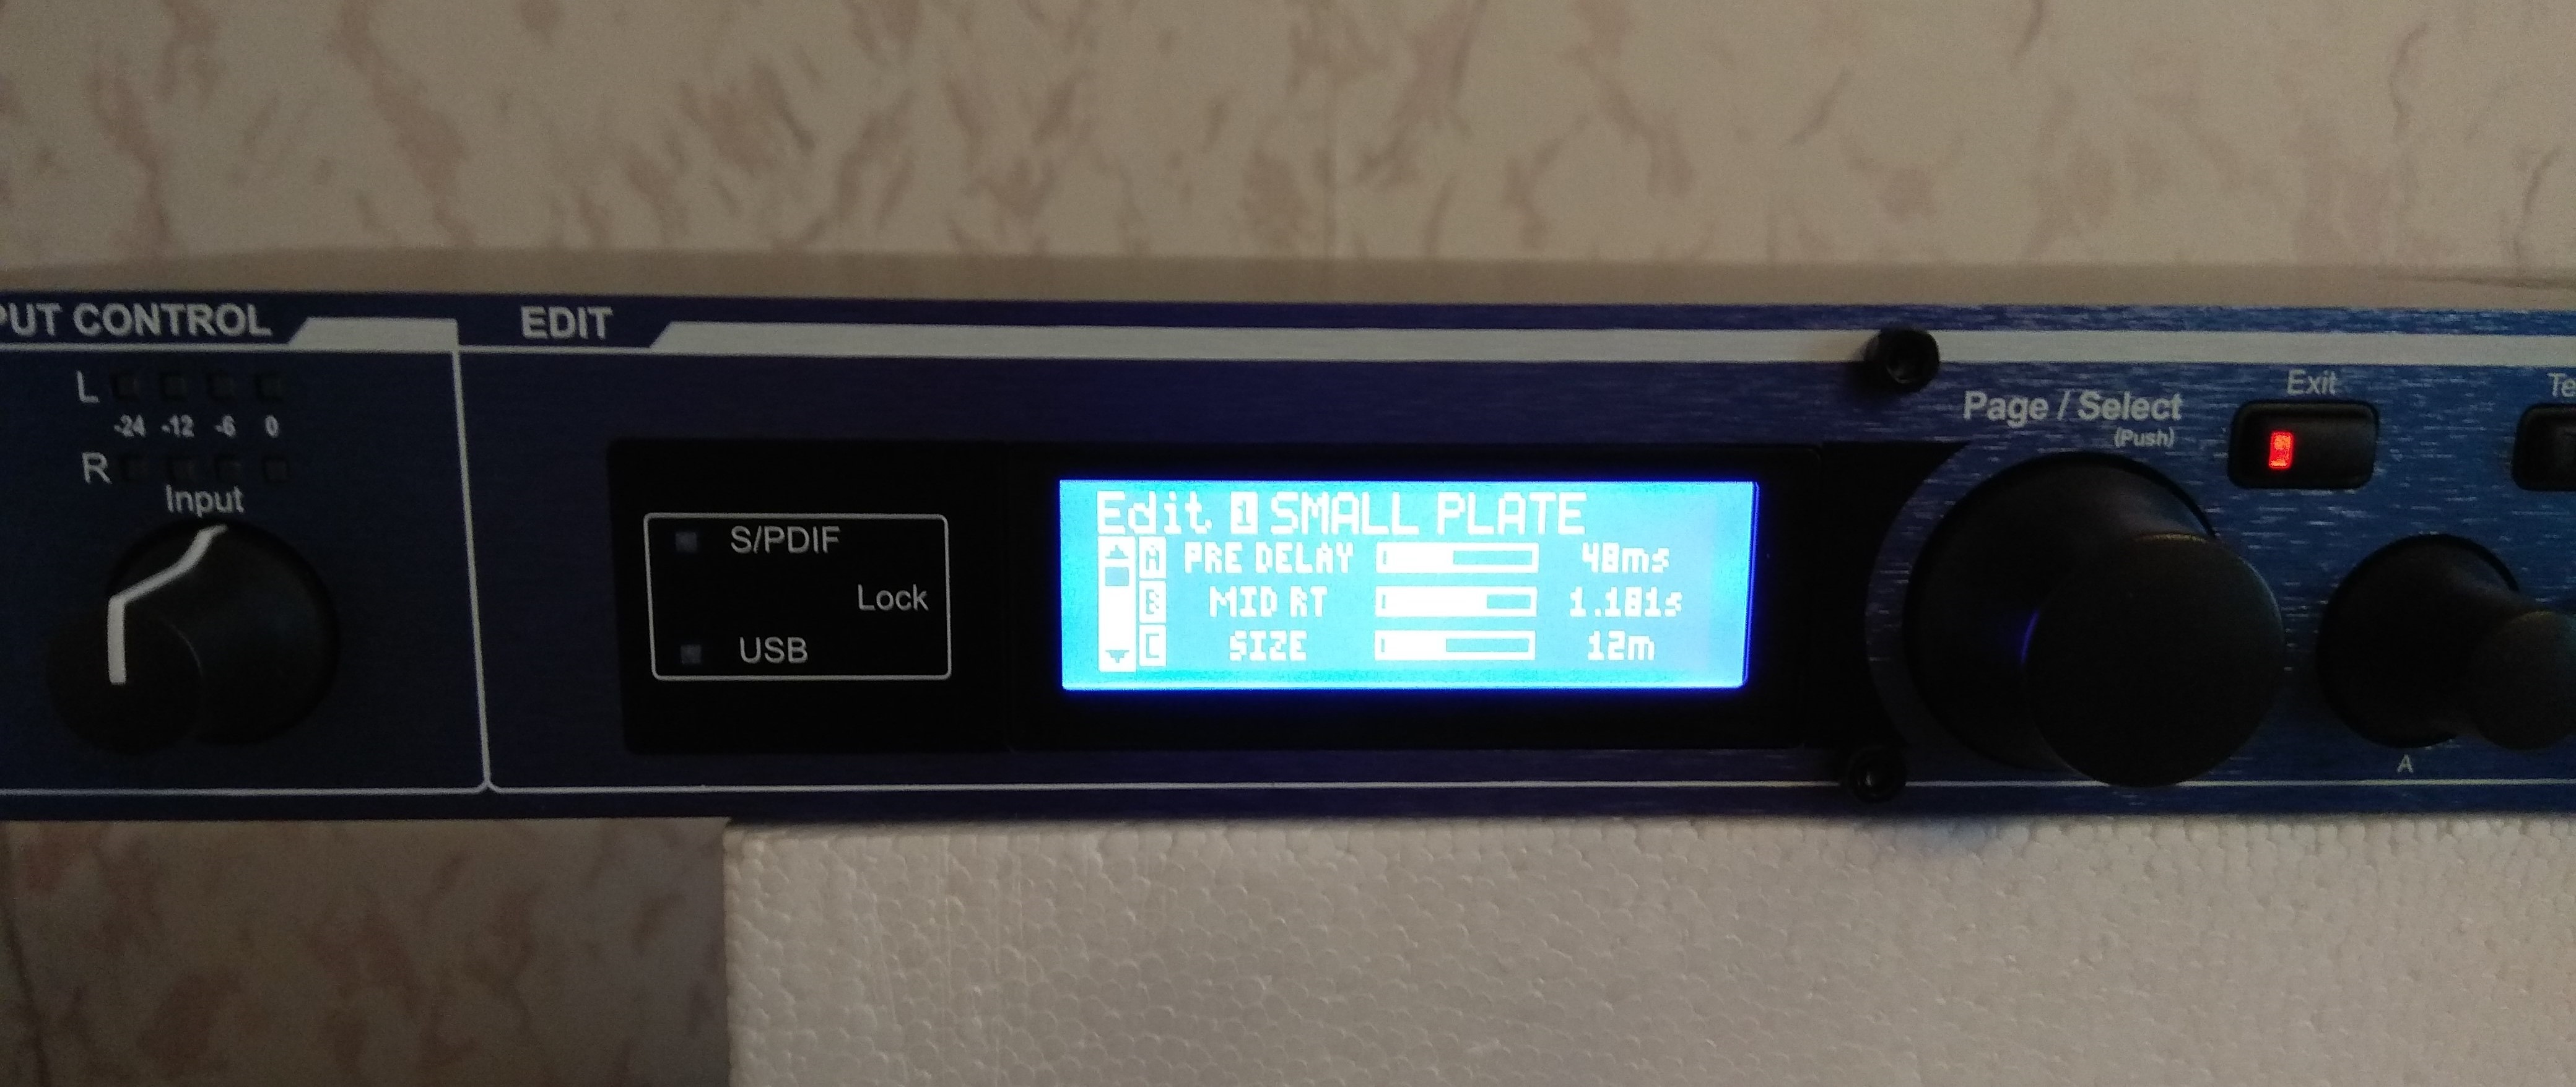 PUT CONTROL
L
-24 -12 -6 0
R
Input
EDIT
S/PDIF
Lock
USB
Edit 1 SMALL PLATE
A PRE DELAY 48ms
B MID RT 1.181s
C SIZE 12m
Page / Select
(Push)
Exit
Te
A